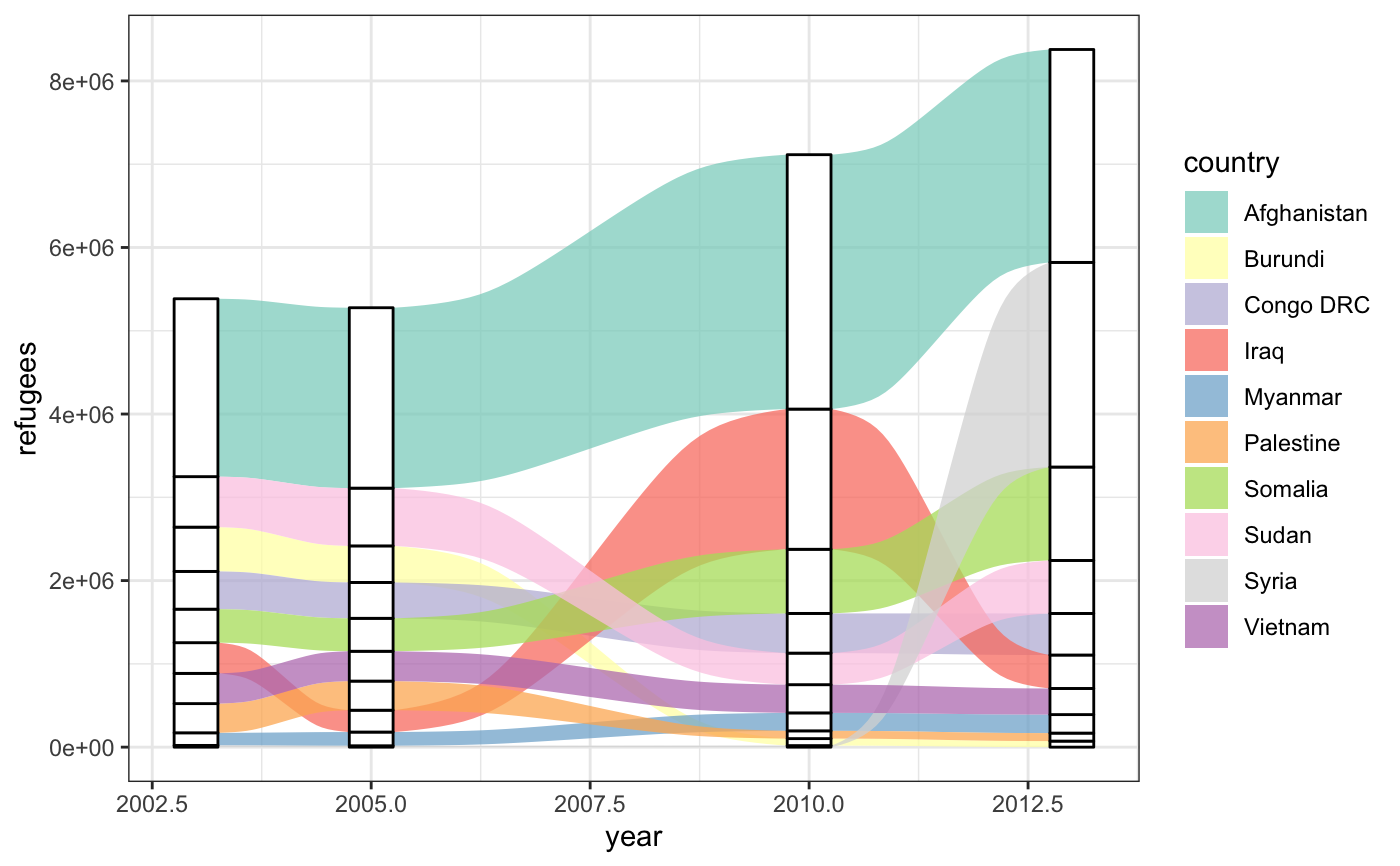 8e+06
6e+06
4e+06
2e+06
0e+00
refugees
2002.5
2005.0
2007.5
2010.0
2012.5
year
country
Afghanistan
Burundi
Congo DRC
Iraq
Myanmar
Palestine
Somalia
Sudan
Syria
Vietnam